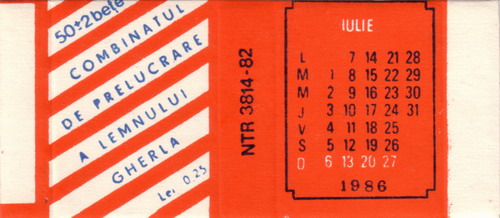 50±2bețe
COMBINATUL
DE PRELUCRARE
A LEMNULUI
GHERLA
Lei 0.25
NTR 3814-82
IULIE
L 7 14 21 28
M 1 8 15 22 29
M 2 9 16 23 30
J 3 10 17 24 31
V 4 11 18 25
S 5 12 19 26
D 6 13 20 27
1986